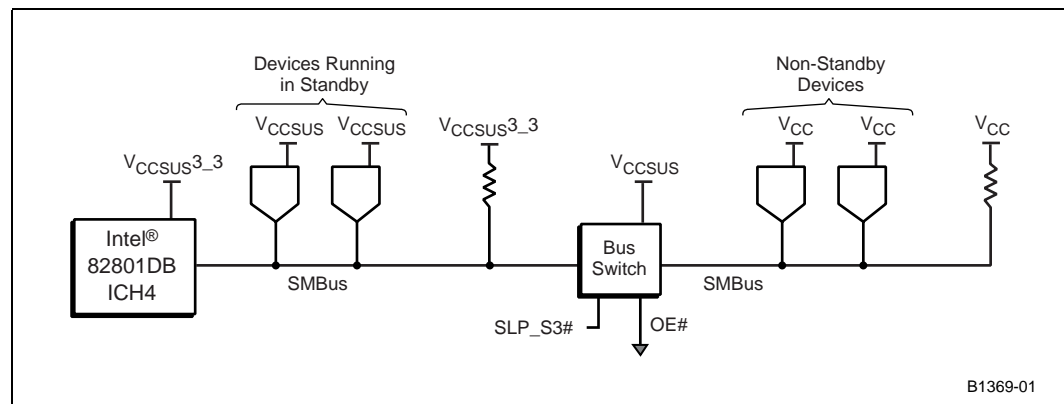 Devices Running
in Standby
Non-Standby
Devices
VCCSUS
VCCSUS
VCCSUS3_3
VCC
VCC
VCC
VCCSUS3_3
VCCSUS
Intel®
82801DB
ICH4
SMBus
Bus
Switch
SMBus
SLP_S3#
OE#
B1369-01